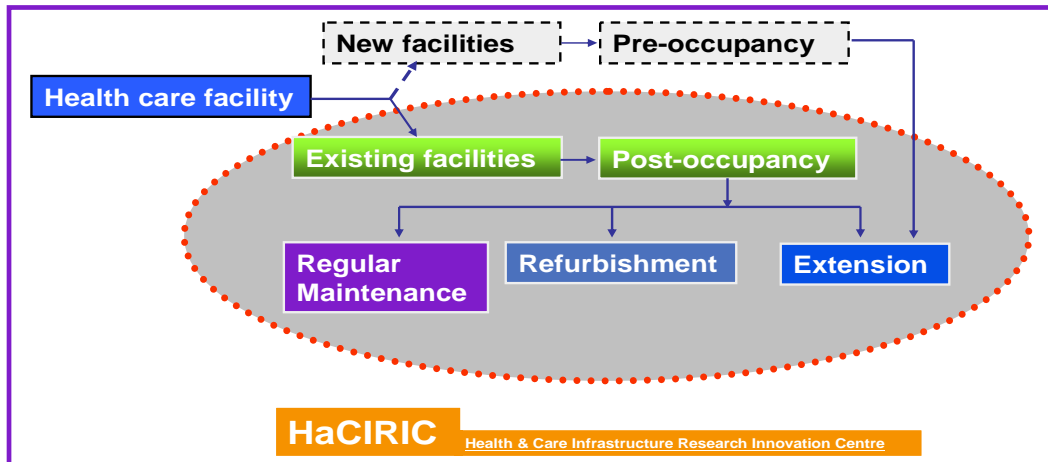 New facilities
Pre-occupancy
Health care facility
Existing facilities
Post-occupancy
Regular
Maintenance
Refurbishment
Extension
HaCIRIC
Health & Care Infrastructure Research Innovation Centre